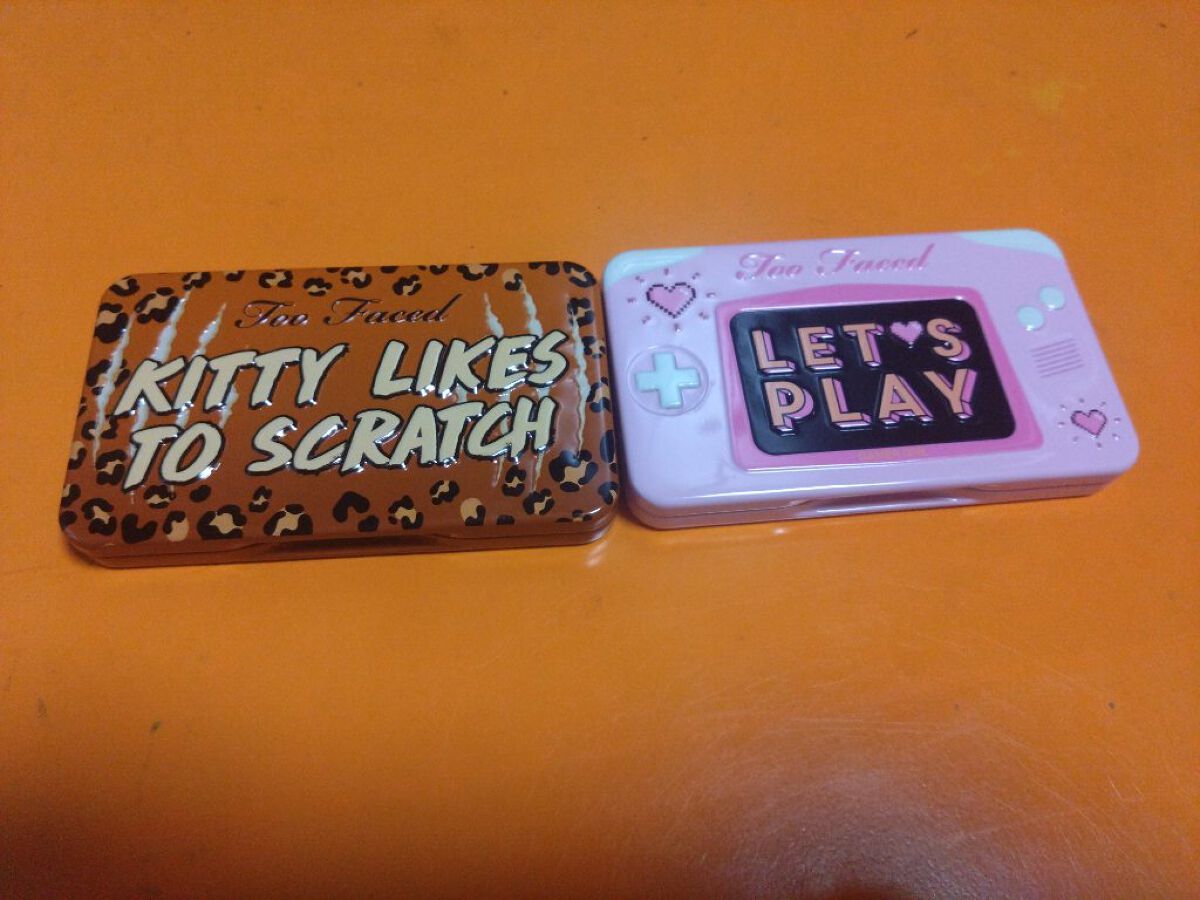 Too Faced
KITTY LIKES
TO SCRATCH
Too Faced
LET'S
PLAY